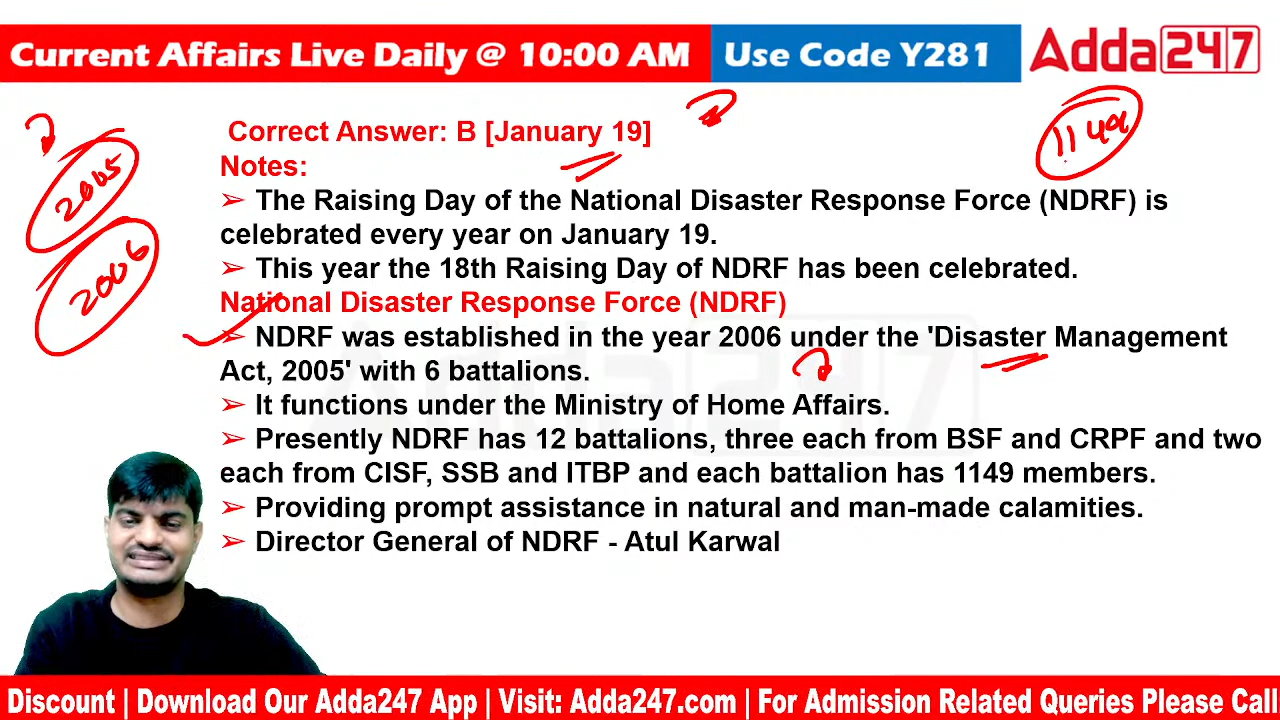 Current Affairs Live Daily @ 10:00 AM
Use Code Y281
Adda247
Correct Answer: B [January 19]
1149
Notes:
2005
➢ The Raising Day of the National Disaster Response Force (NDRF) is
celebrated every year on January 19.
2006
➢ This year the 18th Raising Day of NDRF has been celebrated.
National Disaster Response Force (NDRF)
➢ NDRF was established in the year 2006 under the 'Disaster Management
Act, 2005' with 6 battalions.
➢ It functions under the Ministry of Home Affairs.
➢ Presently NDRF has 12 battalions, three each from BSF and CRPF and two
each from CISF, SSB and ITBP and each battalion has 1149 members.
➢ Providing prompt assistance in natural and man-made calamities.
➢ Director General of NDRF - Atul Karwal
Discount | Download Our Adda247 App | Visit: Adda247.com | For Admission Related Queries Please Call